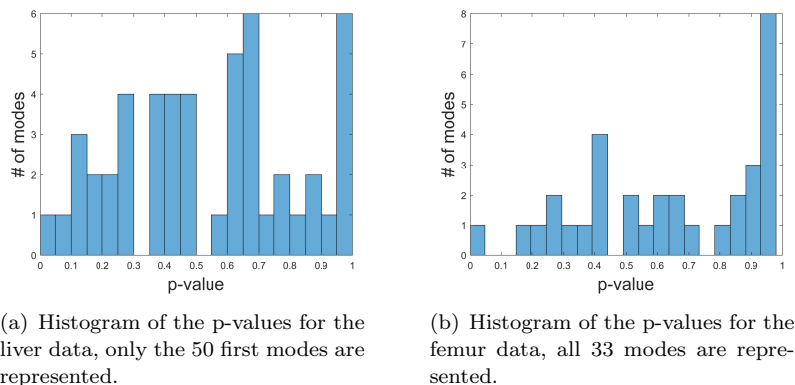 6
5
4
3
2
1
0
# of modes
0 0.1 0.2 0.3 0.4 0.5 0.6 0.7 0.8 0.9 1
p-value
(a) Histogram of the p-values for the
liver data, only the 50 first modes are
represented.
8
7
6
5
4
3
2
1
0
# of modes
0 0.1 0.2 0.3 0.4 0.5 0.6 0.7 0.8 0.9 1
p-value
(b) Histogram of the p-values for the
femur data, all 33 modes are repre-
sented.